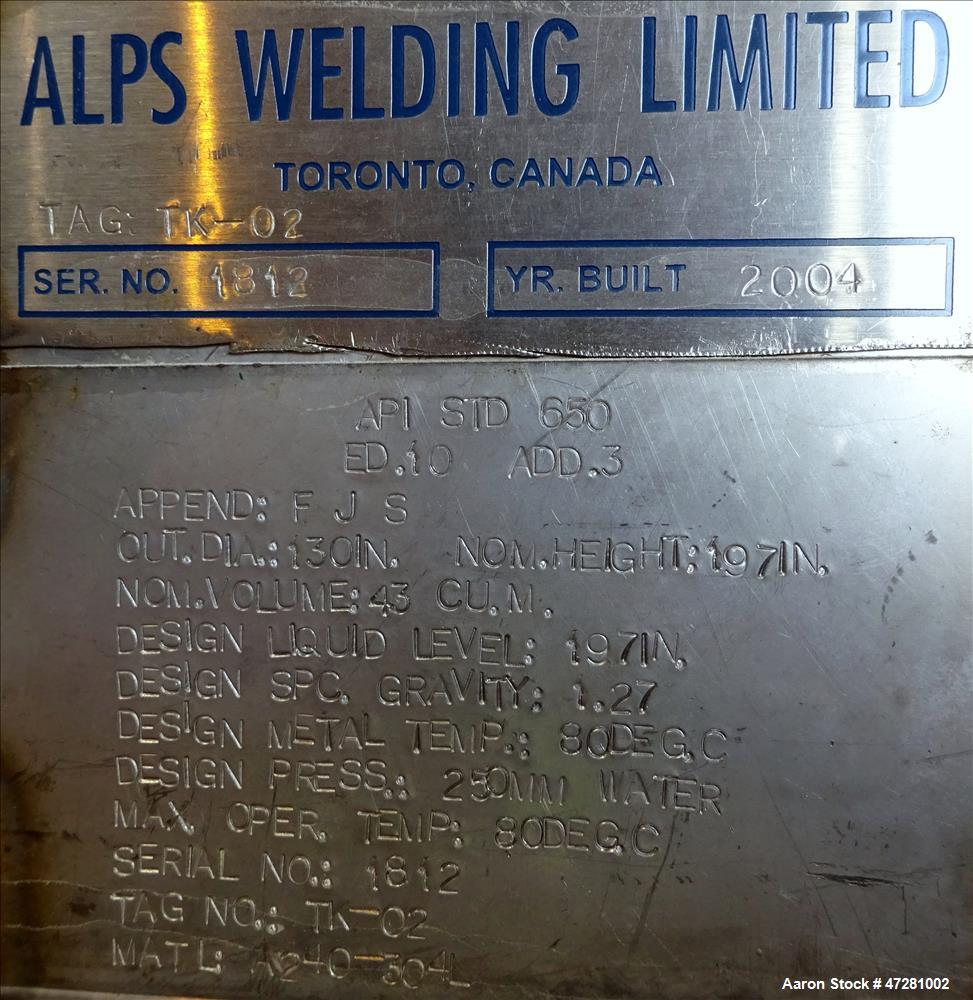 ALPS WELDING LIMITED
TORONTO, CANADA
TAG: TK-02
SER. NO. 1812
YR. BUILT 2004
API STD 650
ED.10 ADD.3
APPEND: F J S
OUT.DIA.:130IN. NOM.HEIGHT:197IN.
NOM.VOLUME:43 CU.M.
DESIGN LIQUID LEVEL: 197IN.
DESIGN SPC. GRAVITY: 1.27
DESIGN METAL TEMP.: 80DEG.C
DESIGN PRESS.: 250MM WATER
MAX. OPER. TEMP: 80DEG.C
SERIAL NO.: 1812
TAG NO.: TK-02
MAT'L: A240-304L
Aaron Stock # 47281002